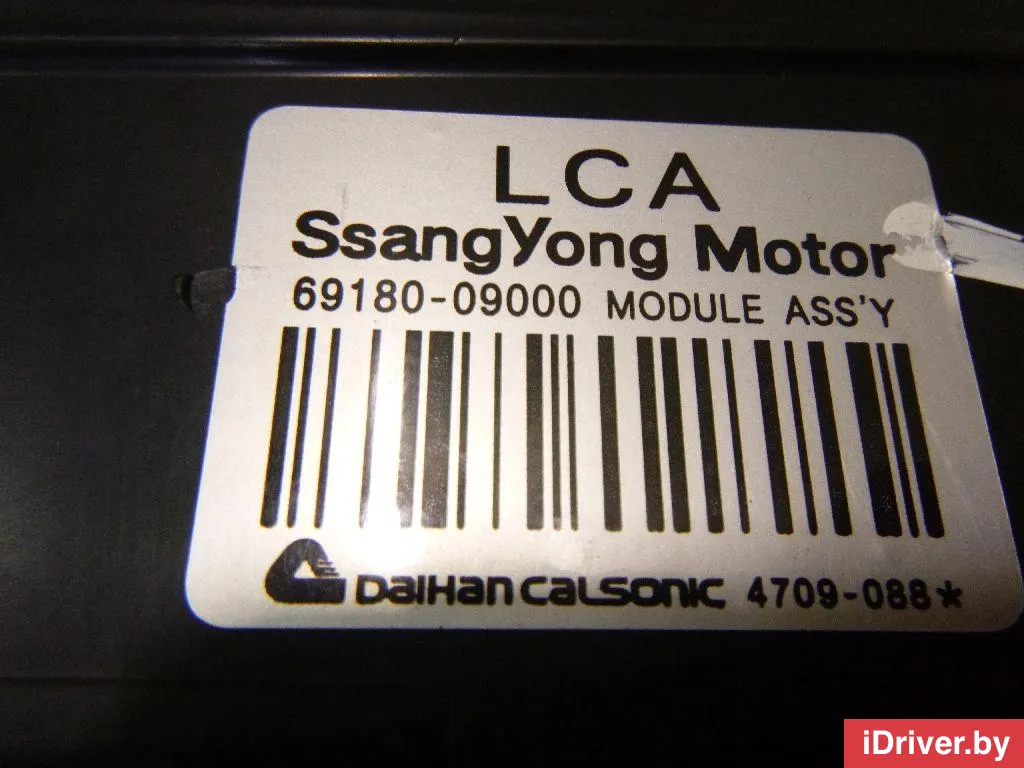 LCA
SsangYong Motor
69180-09000 MODULE ASS'Y
DAIHAN CALSONIC 4709-088*
iDriver.by